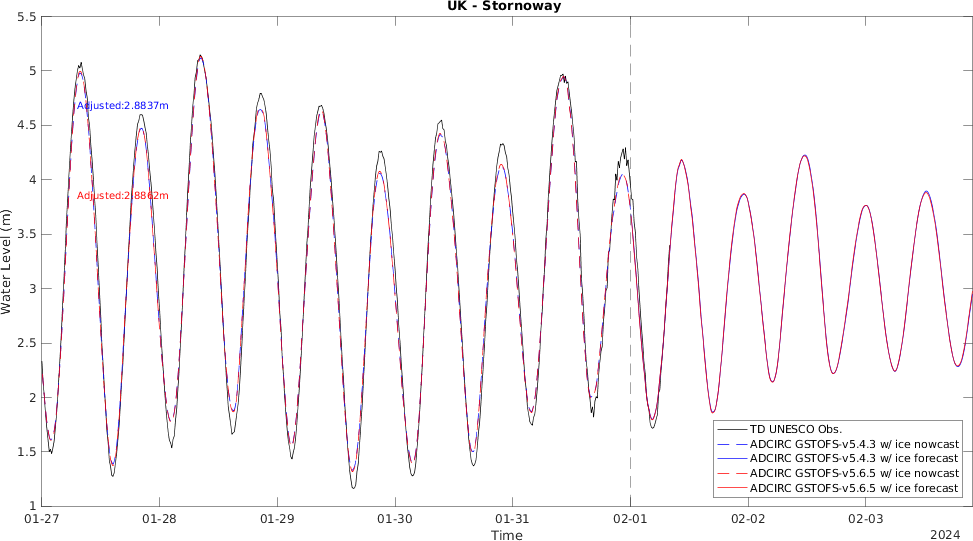 UK - Stornoway
5.5
5
4.5
4
3.5
3
2.5
2
1.5
1
Water Level (m)
Adjusted:2.8837m
Adjusted:2.8862m
TD UNESCO Obs.
ADCIRC GSTOFS-v5.4.3 w/ ice nowcast
ADCIRC GSTOFS-v5.4.3 w/ ice forecast
ADCIRC GSTOFS-v5.6.5 w/ ice nowcast
ADCIRC GSTOFS-v5.6.5 w/ ice forecast
01-27 01-28 01-29 01-30 01-31 02-01 02-02 02-03
Time
2024